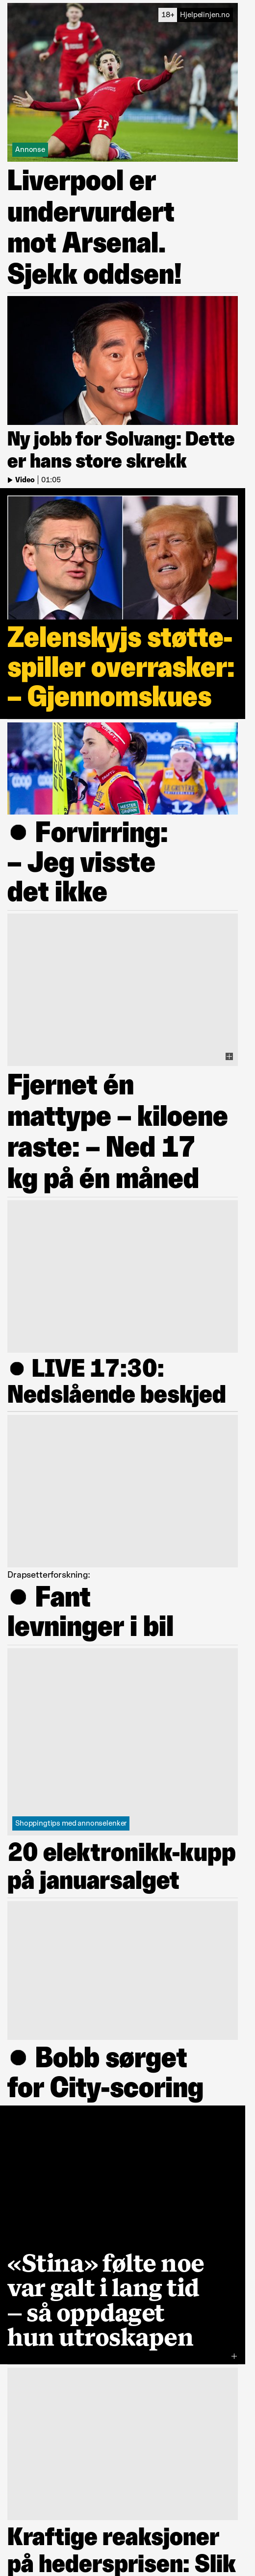 18+ Hjelpelinjen.no
Annonse
Liverpool er
undervurdert
mot Arsenal.
Sjekk oddsen!
Ny jobb for Solvang: Dette
er hans store skrekk
Video | 01:05
Zelenskyjs støtte-
spiller overrasker:
– Gjennomskues
● Forvirring:
– Jeg visste
det ikke
Fjernet én
mattype – kiloene
raste: – Ned 17
kg på én måned
● LIVE 17:30:
Nedslående beskjed
Drapsetterforskning:
● Fant
levninger i bil
Shoppingtips med annonselenker
20 elektronikk-kupp
på januarsalget
● Bobb sørget
for City-scoring
«Stina» følte noe
var galt i lang tid
– så oppdaget
hun utroskapen
Kraftige reaksjoner
på hedersprisen: Slik